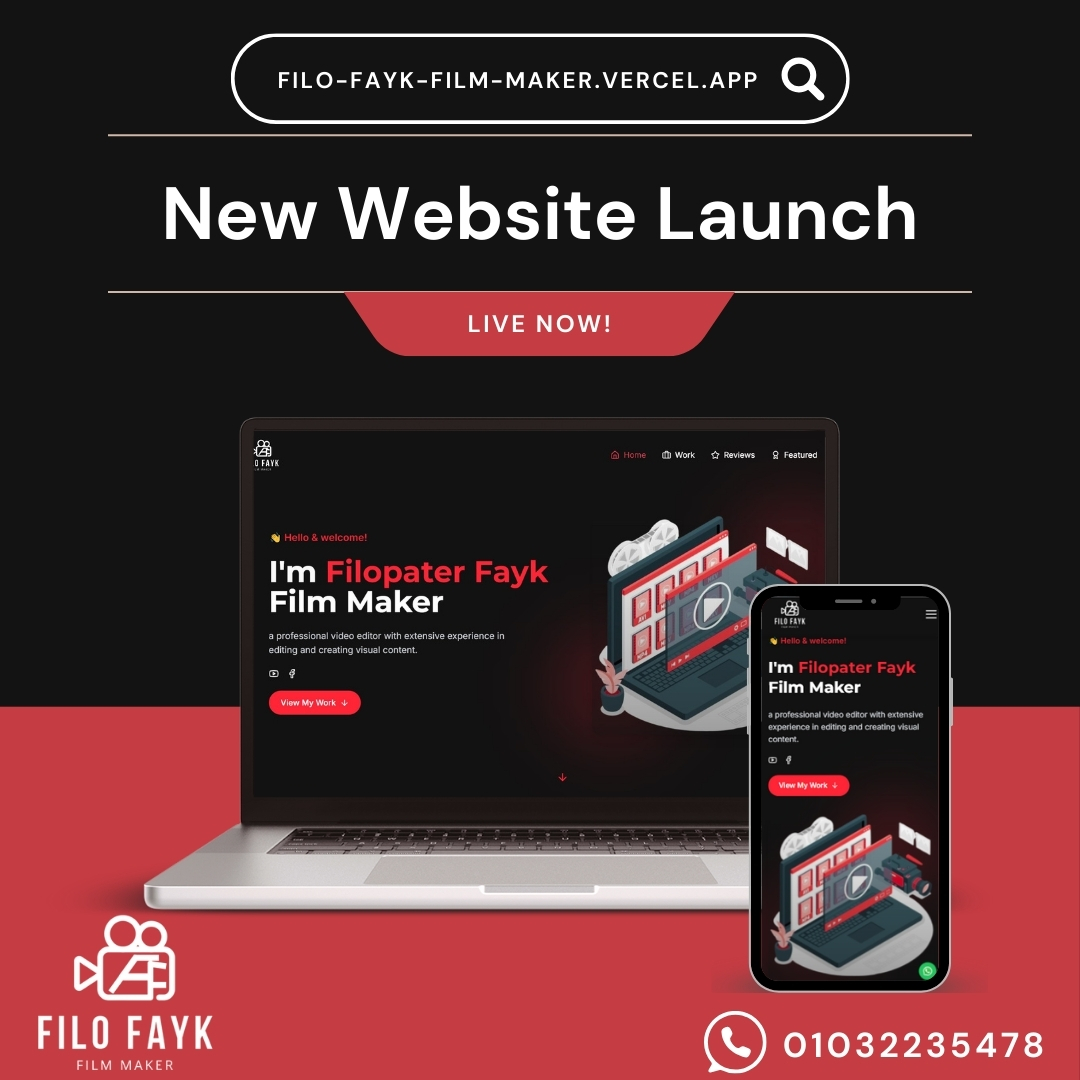 FILO-FAYK-FILM-MAKER.VERCEL.APP
New Website Launch
LIVE NOW!
O FAYK
Home Work Reviews Featured
👋 Hello & welcome!
I'm Filopater Fayk
Film Maker
a professional video editor with extensive experience in
editing and creating visual content.
View My Work ↓
FILO FAYK
👋 Hello & welcome!
I'm Filopater Fayk
Film Maker
a professional video editor with extensive
experience in editing and creating visual
content.
View My Work ↓
FILO FAYK
FILM MAKER
01032235478